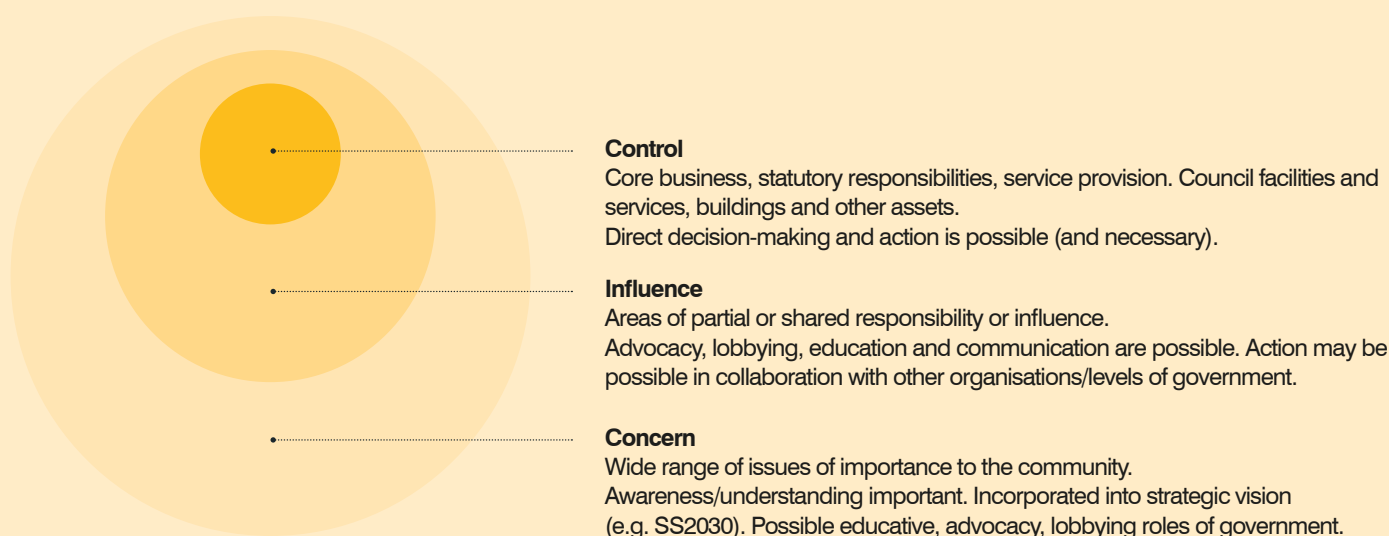 Control
Core business, statutory responsibilities, service provision. Council facilities and
services, buildings and other assets.
Direct decision-making and action is possible (and necessary).
Influence
Areas of partial or shared responsibility or influence.
Advocacy, lobbying, education and communication are possible. Action may be
possible in collaboration with other organisations/levels of government.
Concern
Wide range of issues of importance to the community.
Awareness/understanding important. Incorporated into strategic vision
(e.g. SS2030). Possible educative, advocacy, lobbying roles of government.